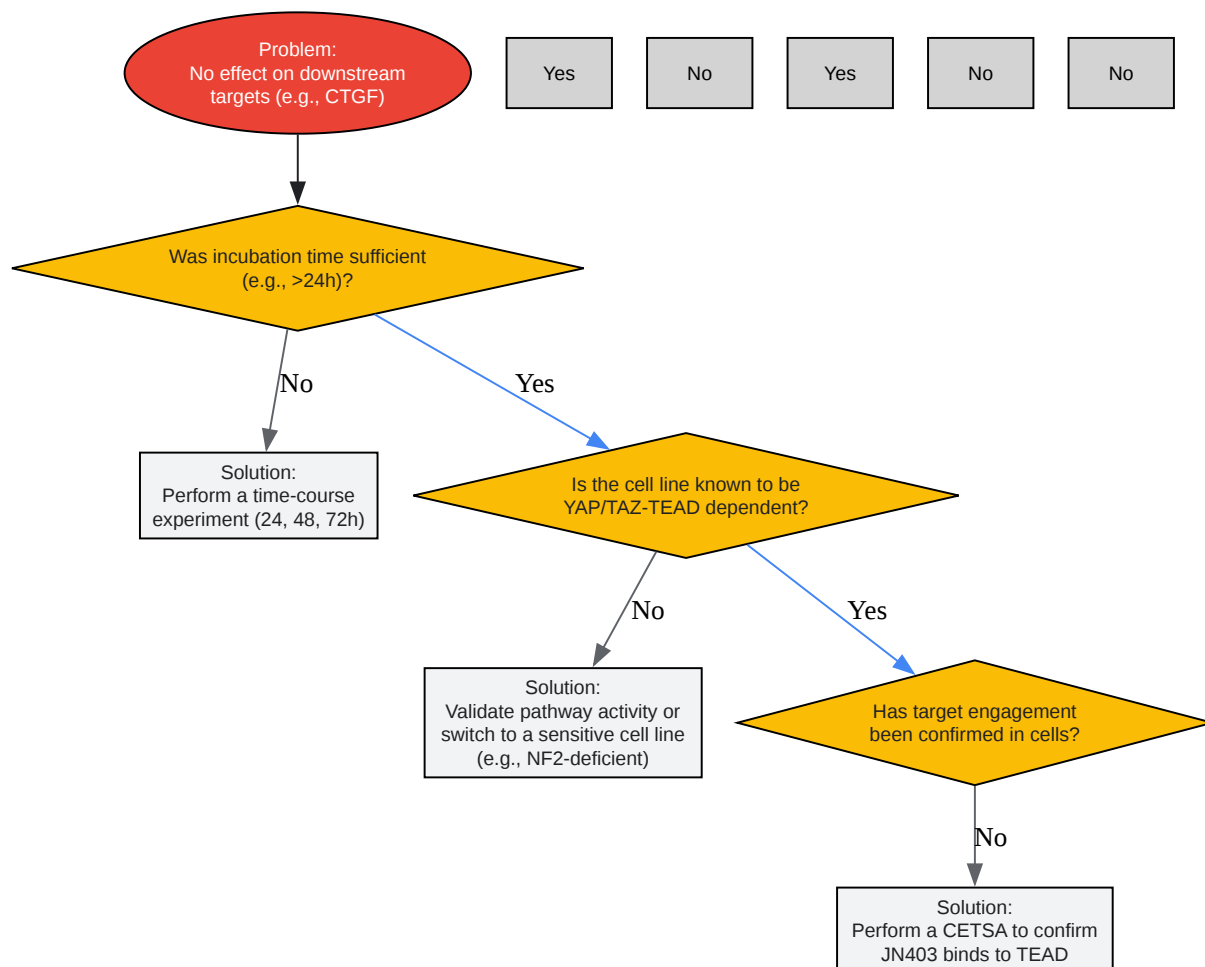 Problem:
No effect on downstream
targets (e.g., CTGF)
Yes
No
Yes
No
No
Was incubation time sufficient
(e.g., >24h)?
No
Yes
Solution:
Perform a time-course
experiment (24, 48, 72h)
Is the cell line known to be
YAP/TAZ-TEAD dependent?
No
Yes
Solution:
Validate pathway activity or
switch to a sensitive cell line
(e.g., NF2-deficient)
Has target engagement
been confirmed in cells?
No
Solution:
Perform a CETSA to confirm
JN403 binds to TEAD